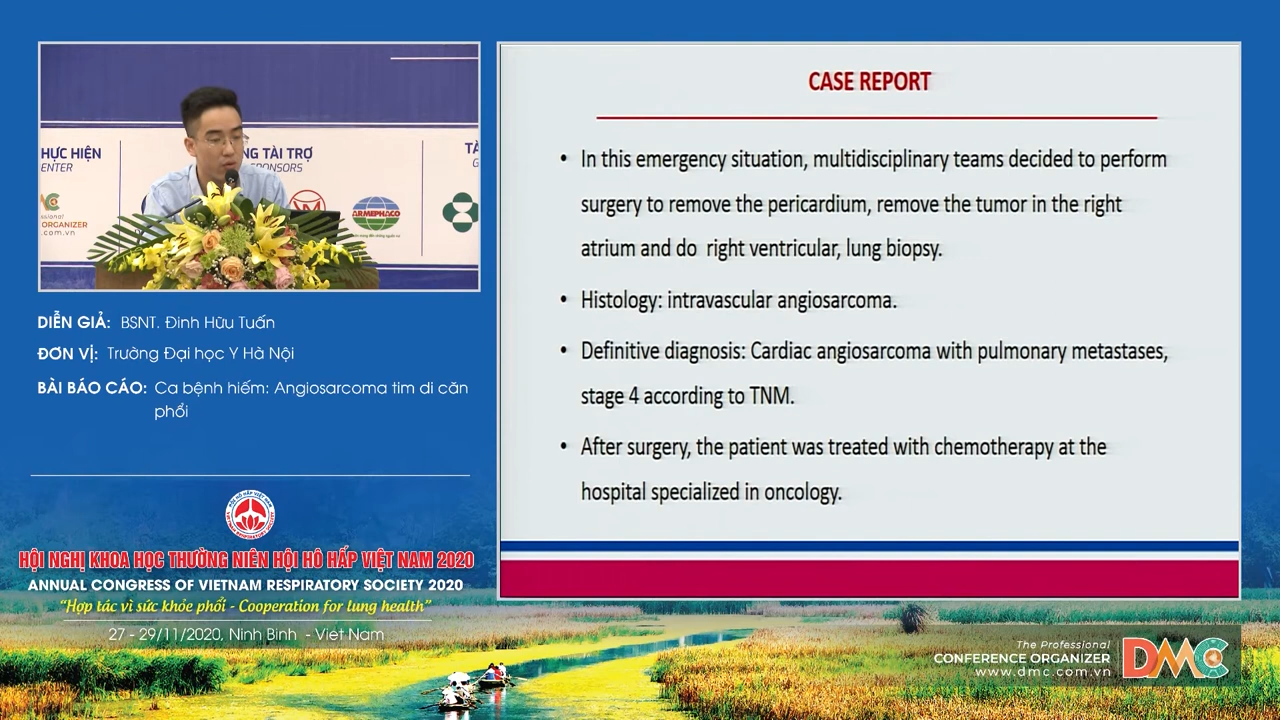 HỰC HIỆN
ENTER
NG TÀI TRỢ
SPONSORS
TÀ
G
ORGANIZER
.com.vn
ARMEPHACO
DIỄN GIẢ: BSNT. Đinh Hữu Tuấn
ĐƠN VỊ: Trường Đại học Y Hà Nội
BÀI BÁO CÁO: Ca bệnh hiếm: Angiosarcoma tim di căn
phổi
HỘI NGHỊ KHOA HỌC THƯỜNG NIÊN HỘI HÔ HẤP VIỆT NAM 2020
ANNUAL CONGRESS OF VIETNAM RESPIRATORY SOCIETY 2020
“Hợp tác vì sức khỏe phổi - Cooperation for lung health”
27 - 29/11/2020, Ninh Bình - Việt Nam
CASE REPORT
• In this emergency situation, multidisciplinary teams decided to perform
surgery to remove the pericardium, remove the tumor in the right
atrium and do right ventricular, lung biopsy.
• Histology: intravascular angiosarcoma.
• Definitive diagnosis: Cardiac angiosarcoma with pulmonary metastases,
stage 4 according to TNM.
• After surgery, the patient was treated with chemotherapy at the
hospital specialized in oncology.
The Professional
CONFERENCE ORGANIZER
www.dmc.com.vn
DMC